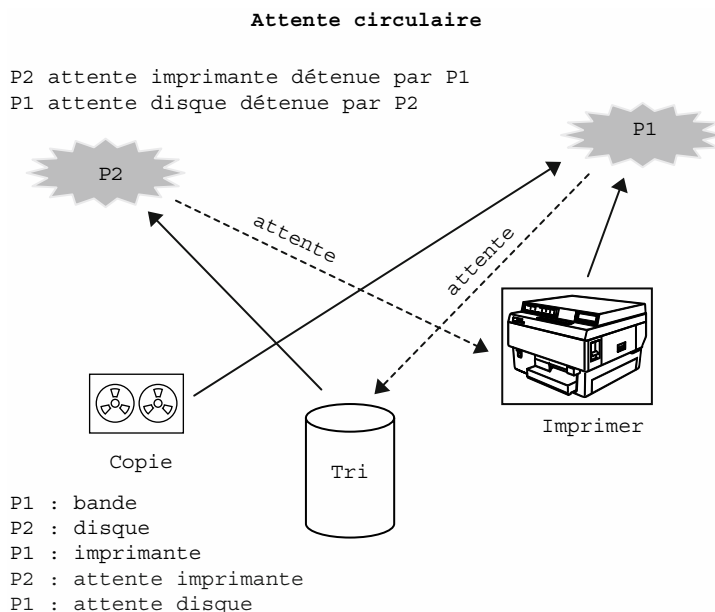 Attente circulaire
P2 attente imprimante détenue par P1
P1 attente disque détenue par P2
P1
P2
attente
attente
Imprimer
Copie
Tri
P1 : bande
P2 : disque
P1 : imprimante
P2 : attente imprimante
P1 : attente disque